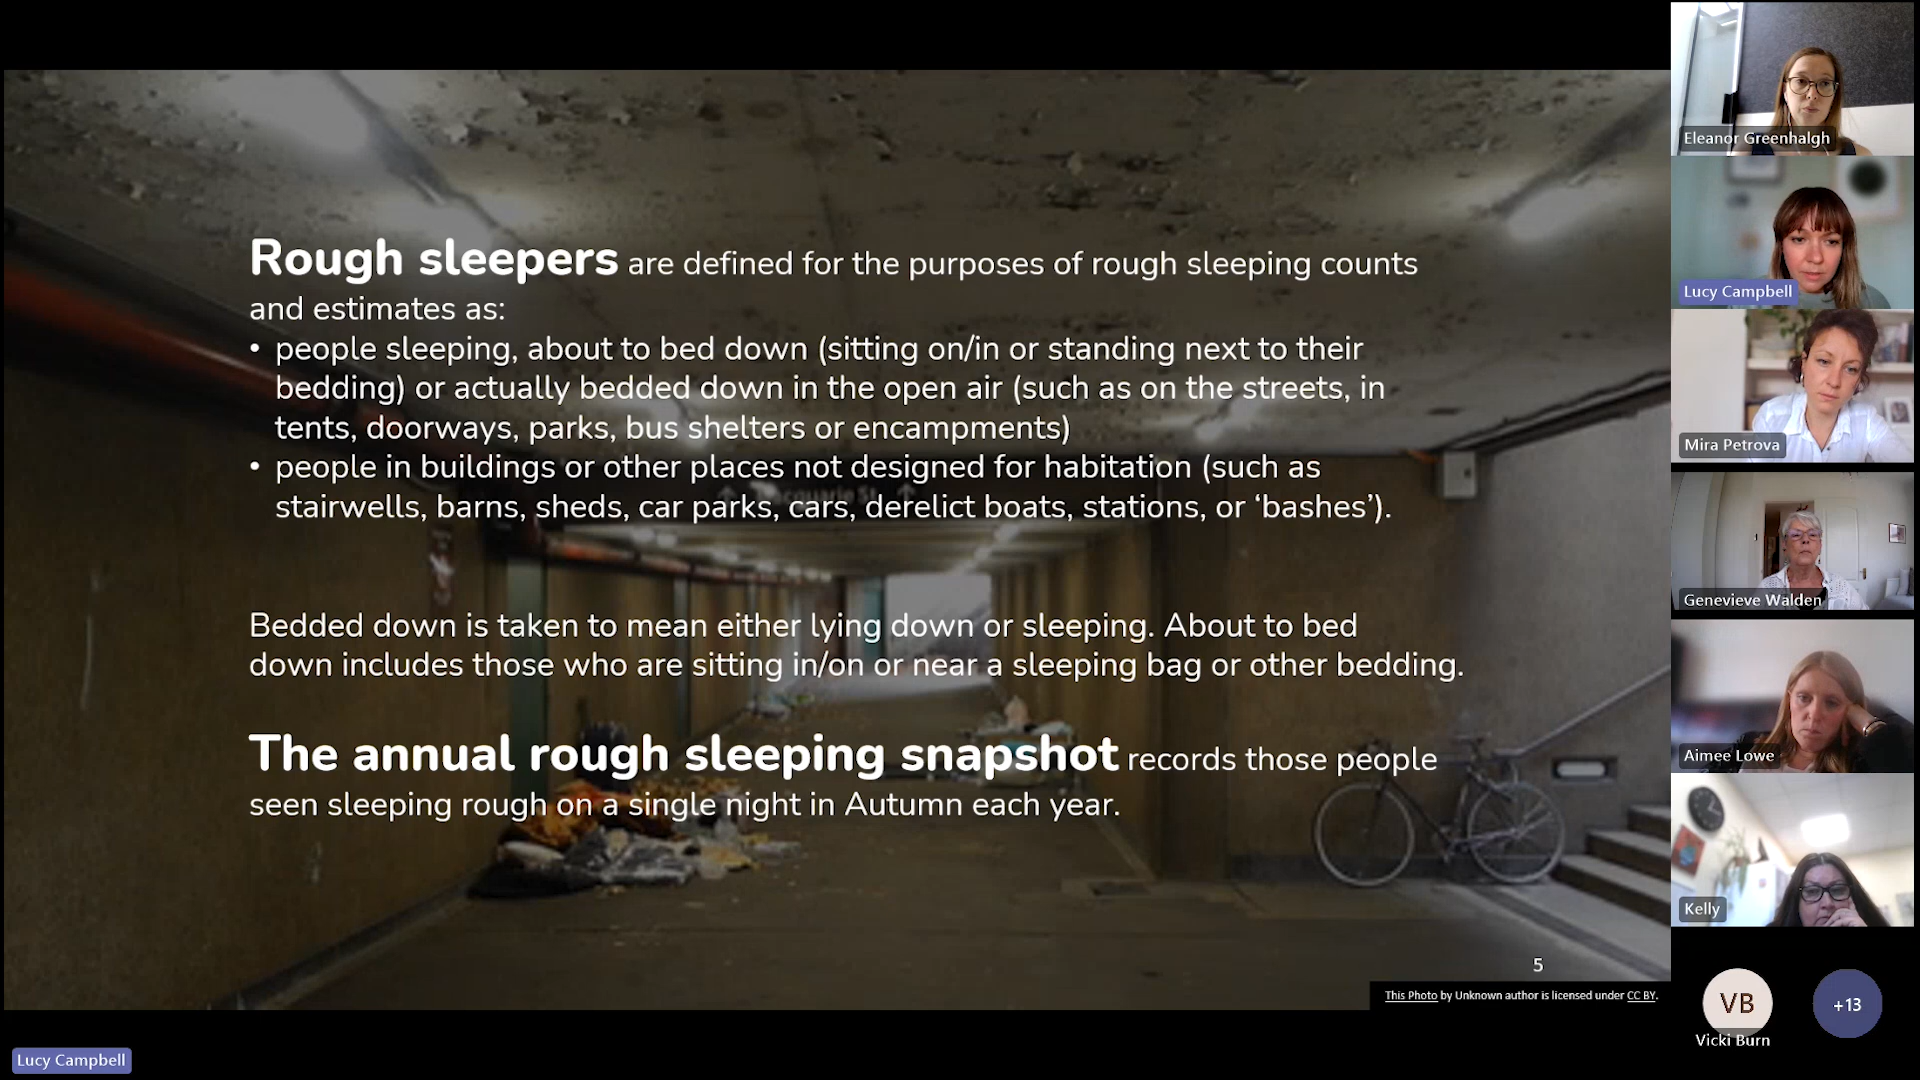 Rough sleepers are defined for the purposes of rough sleeping counts
and estimates as:
• people sleeping, about to bed down (sitting on/in or standing next to their
bedding) or actually bedded down in the open air (such as on the streets, in
tents, doorways, parks, bus shelters or encampments)
• people in buildings or other places not designed for habitation (such as
stairwells, barns, sheds, car parks, cars, derelict boats, stations, or ‘bashes’).
Bedded down is taken to mean either lying down or sleeping. About to bed
down includes those who are sitting in/on or near a sleeping bag or other bedding.
The annual rough sleeping snapshot records those people
seen sleeping rough on a single night in Autumn each year.
5
This Photo by Unknown author is licensed under CC BY.
Lucy Campbell
Eleanor Greenhalgh
Lucy Campbell
Mira Petrova
Genevieve Walden
Aimee Lowe
Kelly
VB
Vicki Burn
+13